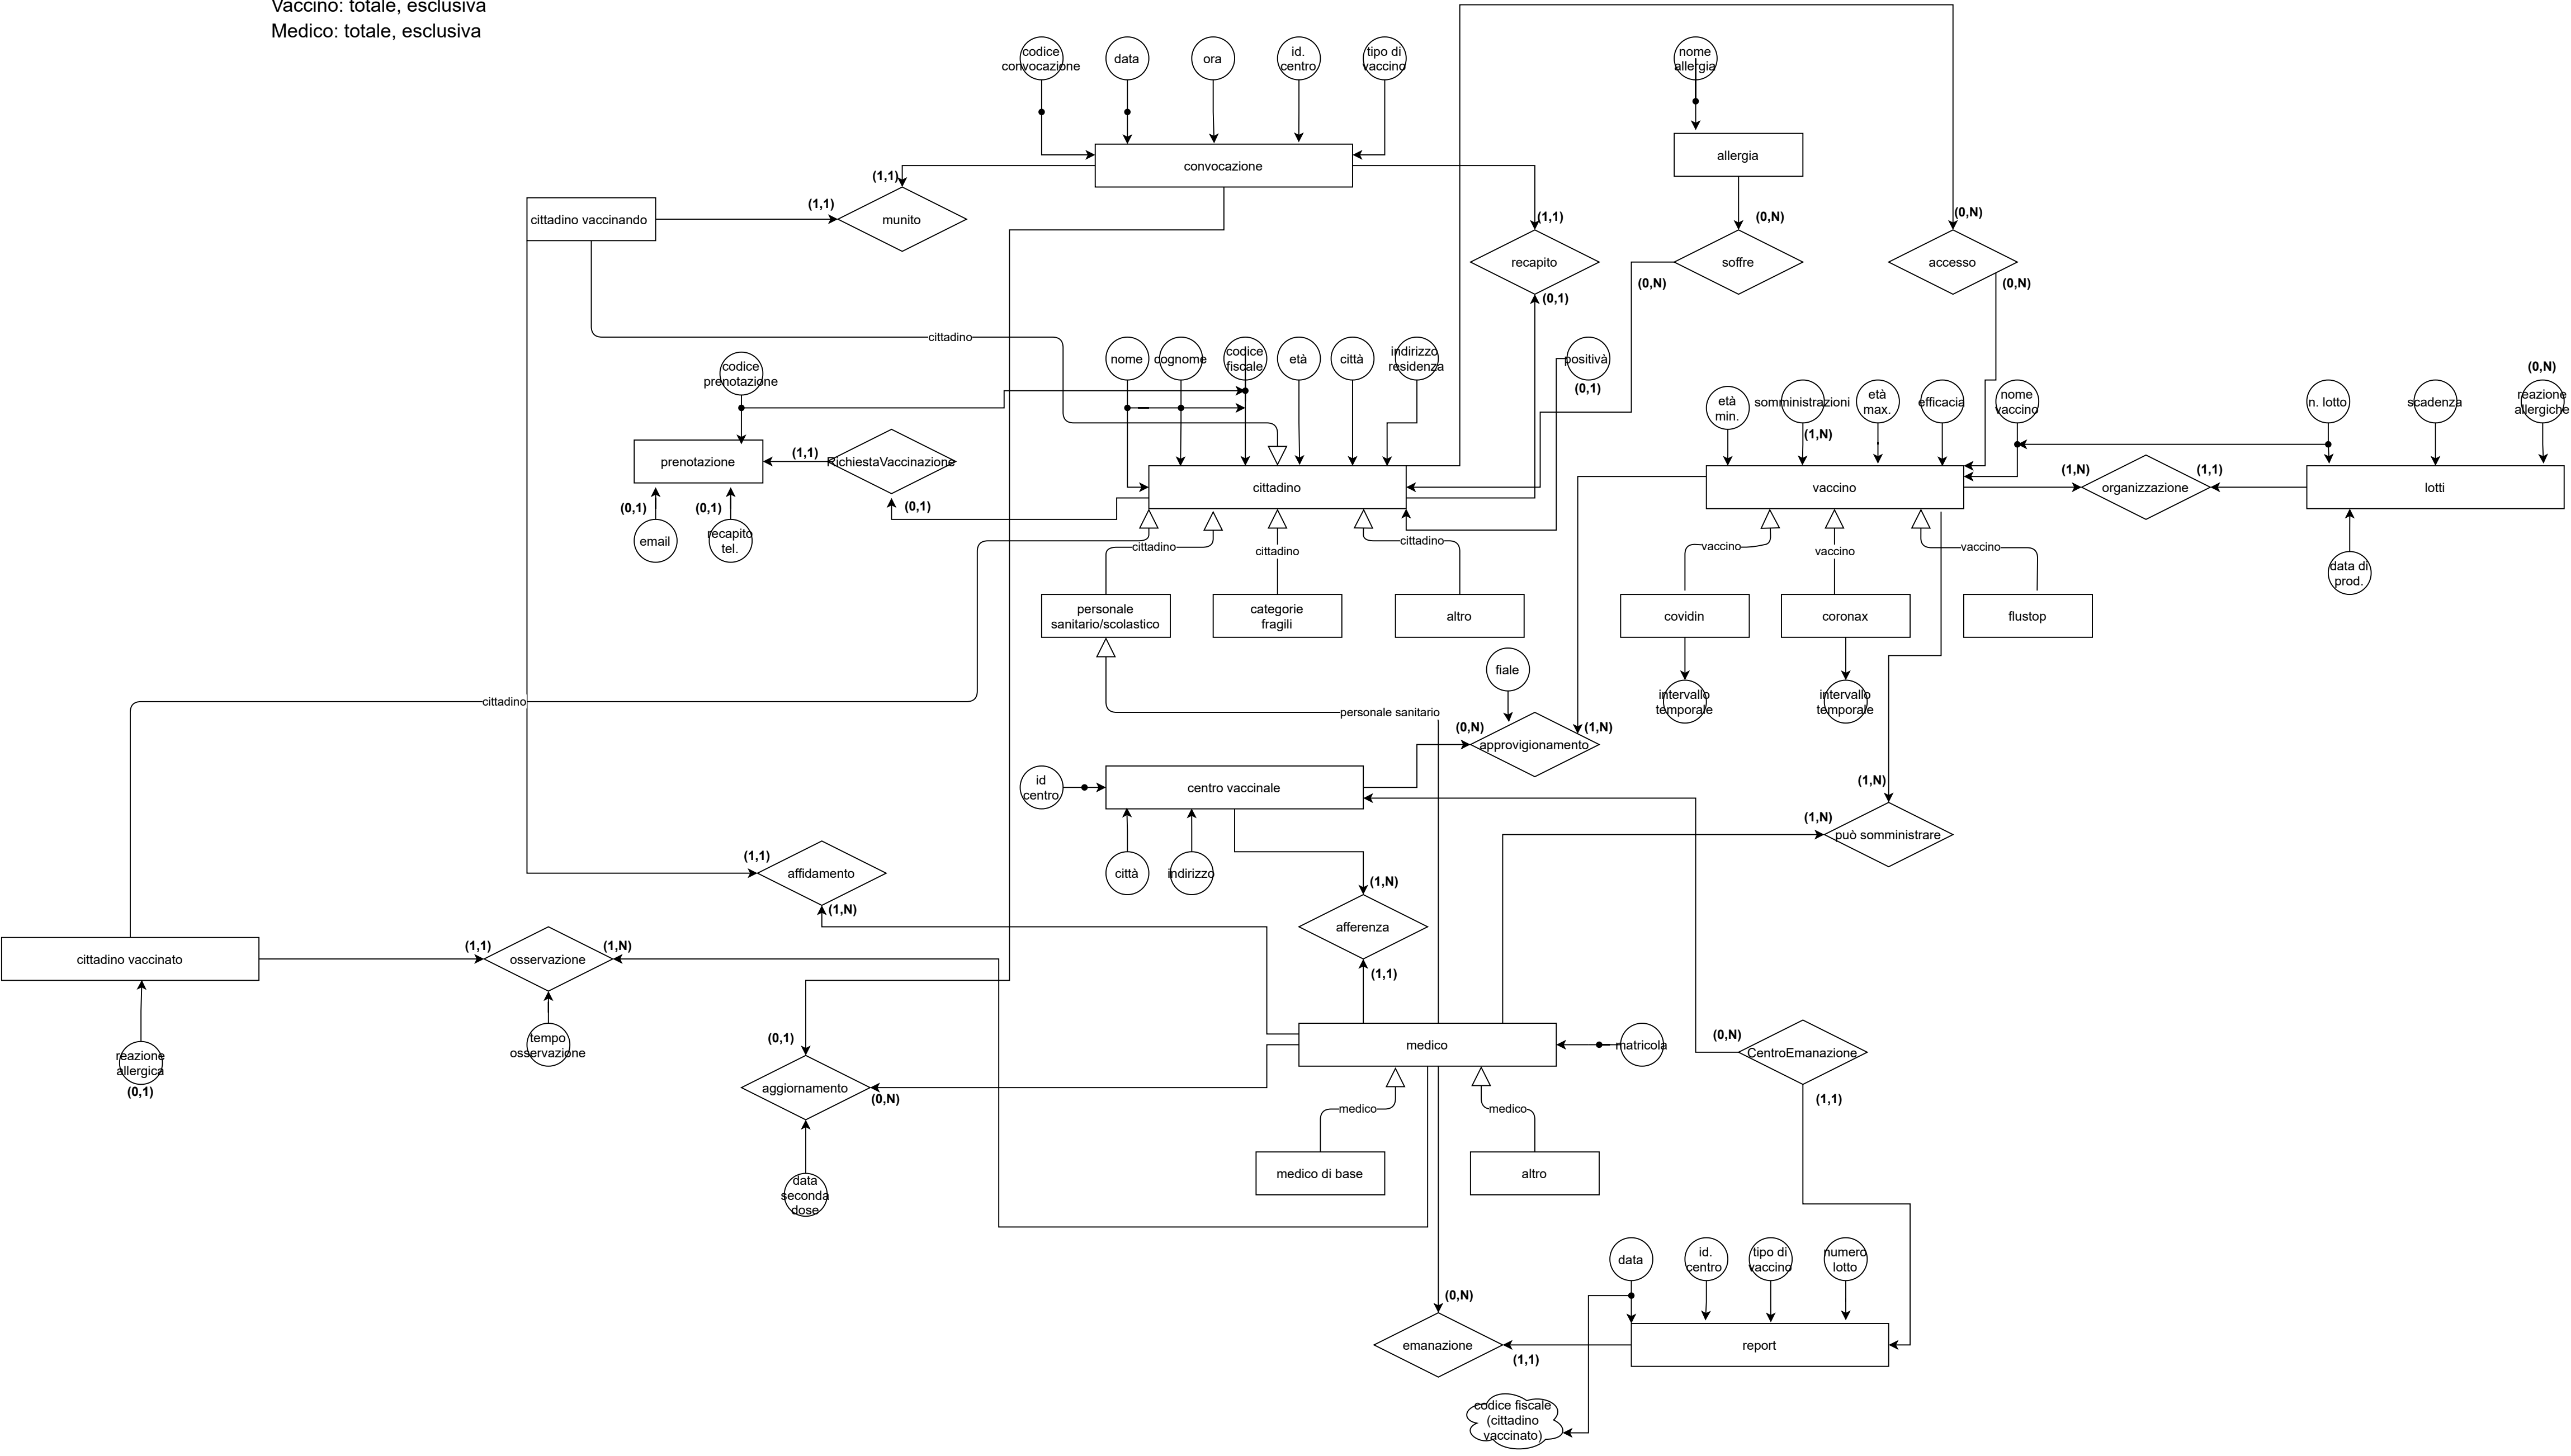 Vaccino: totale, esclusiva
Medico: totale, esclusiva
codice
convocazione
data
ora
id.
centro
tipo di
vaccino
nome
allergia
convocazione
allergia
(1,1)
(1,1)
cittadino vaccinando
munito
(1,1)
(0,N)
(0,N)
recapito
soffre
accesso
(0,N)
(0,N)
(0,1)
cittadino
codice
prenotazione
nome
cognome
codice
fiscale
età
città
indirizzo
residenza
positivà
(0,1)
(0,N)
età
min.
somministrazioni
(1,N)
età
max.
efficacia
nome
vaccino
n. lotto
scadenza
reazione
allergiche
prenotazione
(1,1)
RichiestaVaccinazione
(0,1)
cittadino
vaccino
(1,N)
organizzazione
(1,1)
lotti
(0,1)
(0,1)
email
recapito
tel.
cittadino
cittadino
cittadino
vaccino
vaccino
vaccino
data di
prod.
personale
sanitario/scolastico
categorie
fragili
altro
covidin
coronax
flustop
fiale
intervallo
temporale
intervallo
temporale
cittadino
personale sanitario
(0,N)
(1,N)
approvigionamento
id
centro
centro vaccinale
(1,N)
(1,N)
può somministrare
città
indirizzo
(1,1)
affidamento
(1,N)
(1,N)
afferenza
(1,1)
cittadino vaccinato
(1,1)
osservazione
(1,N)
tempo
osservazione
reazione
allergica
(0,1)
(0,1)
aggiornamento
(0,N)
medico
matricola
(0,N)
CentroEmanazione
(1,1)
medico
medico
medico di base
altro
data
seconda
dose
data
id.
centro
tipo di
vaccino
numero
lotto
(0,N)
emanazione
(1,1)
report
codice fiscale
(cittadino
vaccinato)